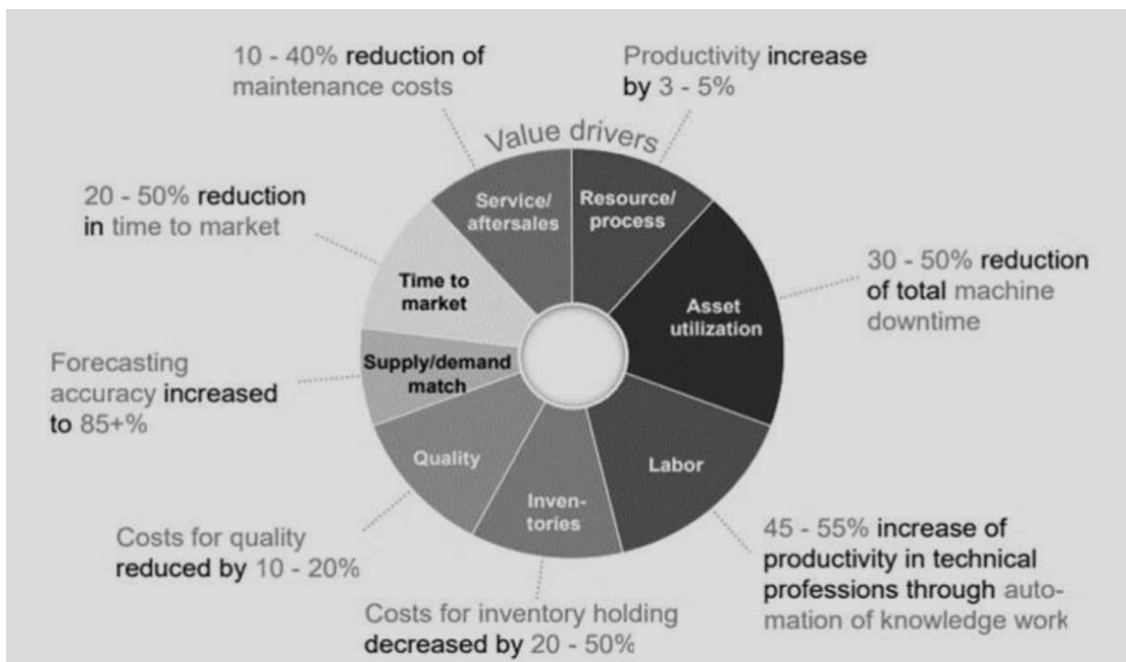 10 - 40% reduction of
maintenance costs
Productivity increase
by 3 - 5%
Value drivers
20 - 50% reduction
in time to market
Service/
aftersales
Resource/
process
30 - 50% reduction
of total machine
downtime
Time to
market
Asset
utilization
Forecasting
accuracy increased
to 85+%
Supply/demand
match
Quality
Labor
Inven-
tories
Costs for quality
reduced by 10 - 20%
45 - 55% increase of
productivity in technical
professions through auto-
mation of knowledge work
Costs for inventory holding
decreased by 20 - 50%